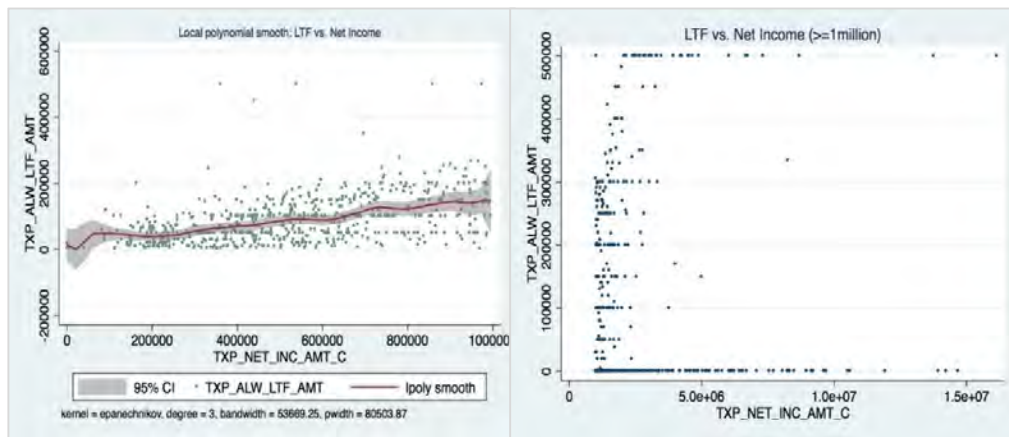 Local polynomial smooth: LTF vs. Net Income
TXP_ALW_LTF_AMT
600000
400000
200000
0
-200000
0
200000
400000
600000
800000
100000
TXP_NET_INC_AMT_C
95% CI
TXP_ALW_LTF_AMT
lpoly smooth
kernel = epanechnikov, degree = 3, bandwidth = 53669.25, pwidth = 80503.87
LTF vs. Net Income (>=1million)
TXP_ALW_LTF_AMT
500000
400000
300000
200000
100000
0
0
5.0e+06
1.0e+07
1.5e+07
TXP_NET_INC_AMT_C